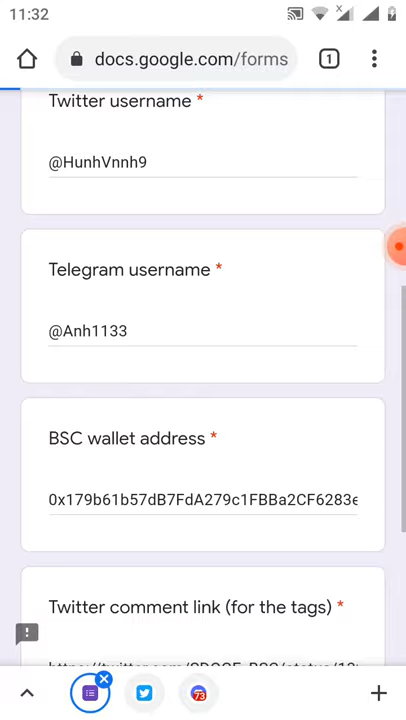 11:32
docs.google.com/forms
1
Twitter username *
@HunhVnnh9
Telegram username *
@Anh1133
BSC wallet address *
0x179b61b57dB7FdA279c1FBBa2CF6283e
Twitter comment link (for the tags) *
73